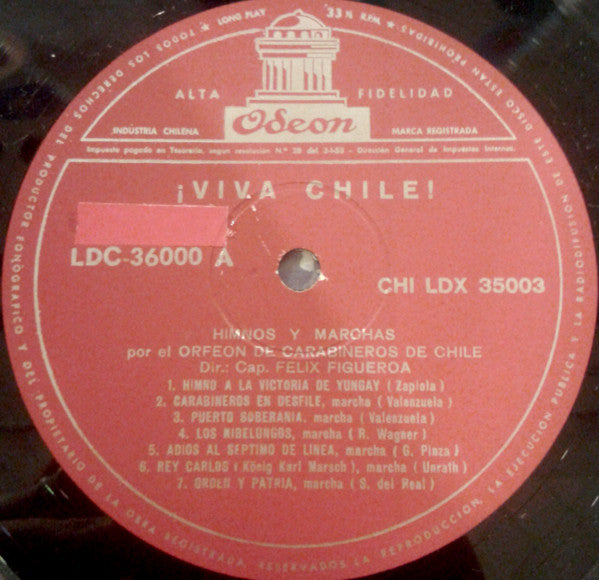 LONG PLAY 33⅓ R.P.M.
ALTA FIDELIDAD
Odeon
INDUSTRIA CHILENA MARCA REGISTRADA
Impuesto pagado en Tesorería, según resolución N.º 28 del 3-1-55 - Dirección General de Impuestos Internos.
¡VIVA CHILE!
LDC-36000 A
CHI LDX 35003
HIMNOS Y MARCHAS
por el ORFEON DE CARABINEROS DE CHILE
Dir.: Cap. FELIX FIGUEROA
1. HIMNO A LA VICTORIA DE YUNGAY (Zapiola)
2. CARABINEROS EN DESFILE, marcha (Valenzuela)
3. PUERTO SOBERANIA, marcha (Valenzuela)
4. LOS NIBELUNGOS, marcha (R. Wagner)
5. ADIOS AL SEPTIMO DE LINEA, marcha (G. Pinza)
6. REY CARLOS (König Karl Marsch), marcha (Unrath)
7. ORDEN Y PATRIA, marcha (S. del Real)
TODOS LOS DERECHOS DEL PRODUCTOR FONOGRAFICO Y DEL PROPIETARIO DE LA OBRA REGISTRADA, RESERVADOS LA REPRODUCCION, LA EJECUCION PUBLICA Y LA RADIODIFUSION DE ESTE DISCO ESTAN PROHIBIDAS